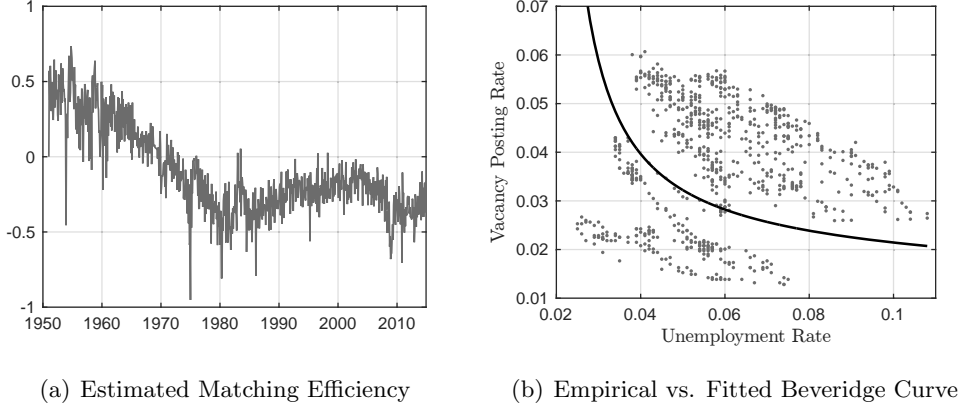 1
0.5
0
-0.5
-1
1950 1960 1970 1980 1990 2000 2010
(a) Estimated Matching Efficiency
0.07
0.06
0.05
0.04
0.03
0.02
0.01
Vacancy Posting Rate
0.02 0.04 0.06 0.08 0.1
Unemployment Rate
(b) Empirical vs. Fitted Beveridge Curve